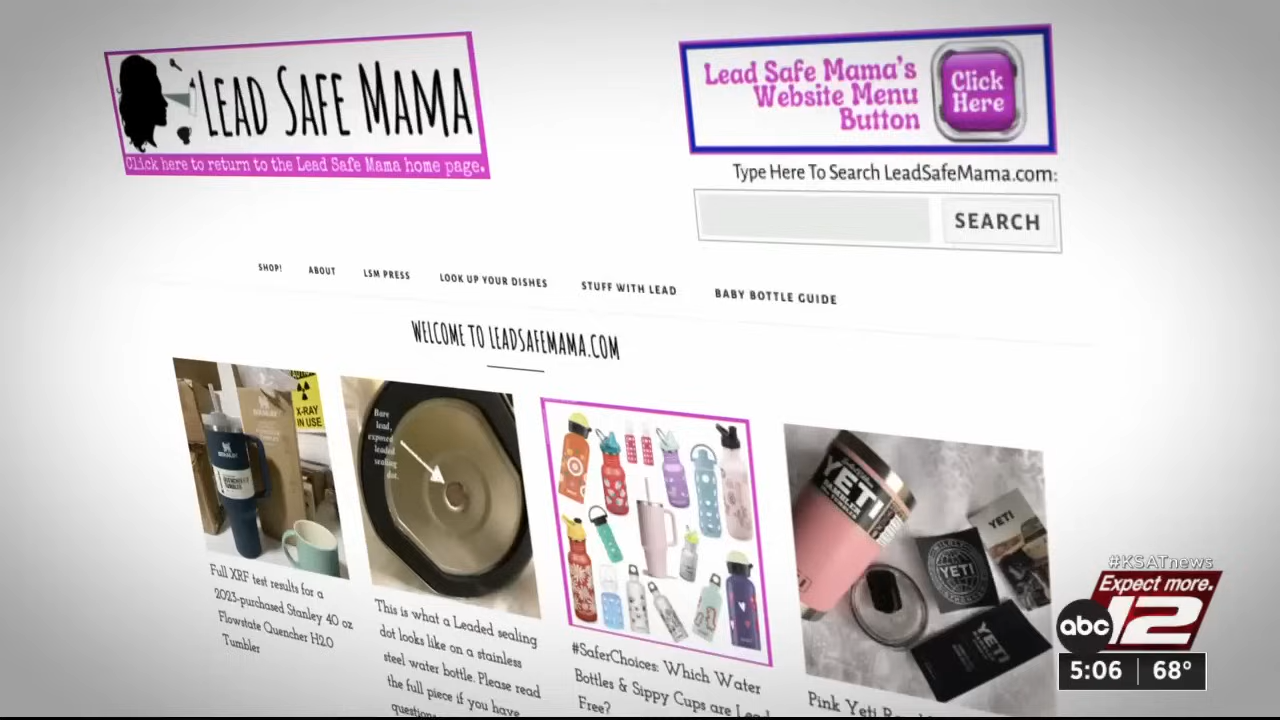 LEAD SAFE MAMA
Click here to return to the Lead Safe Mama home page.
Lead Safe Mama's
Website Menu
Button
Click
Here
Type Here To Search LeadSafeMama.com:
SEARCH
SHOP!
ABOUT
LSM PRESS
LOOK UP YOUR DISHES
STUFF WITH LEAD
BABY BOTTLE GUIDE
WELCOME TO LEADSAFEMAMA.COM
X-RAY
IN USE
STANLEY
Bare
lead,
exposed
leaded
sealing
dot.
YETI
RAMBLER
YETI
YETI
YETI
Full XRF test results for a
2023-purchased Stanley 40 oz
Flowstate Quencher H2.0
Tumbler
This is what a Leaded sealing
dot looks like on a stainless
steel water bottle. Please read
the full piece if you have
questions
#SaferChoices: Which Water
Bottles & Sippy Cups are Lead
Free?
Pink Yeti
#KSATnews
Expect more.
abc
12
5:06
68°